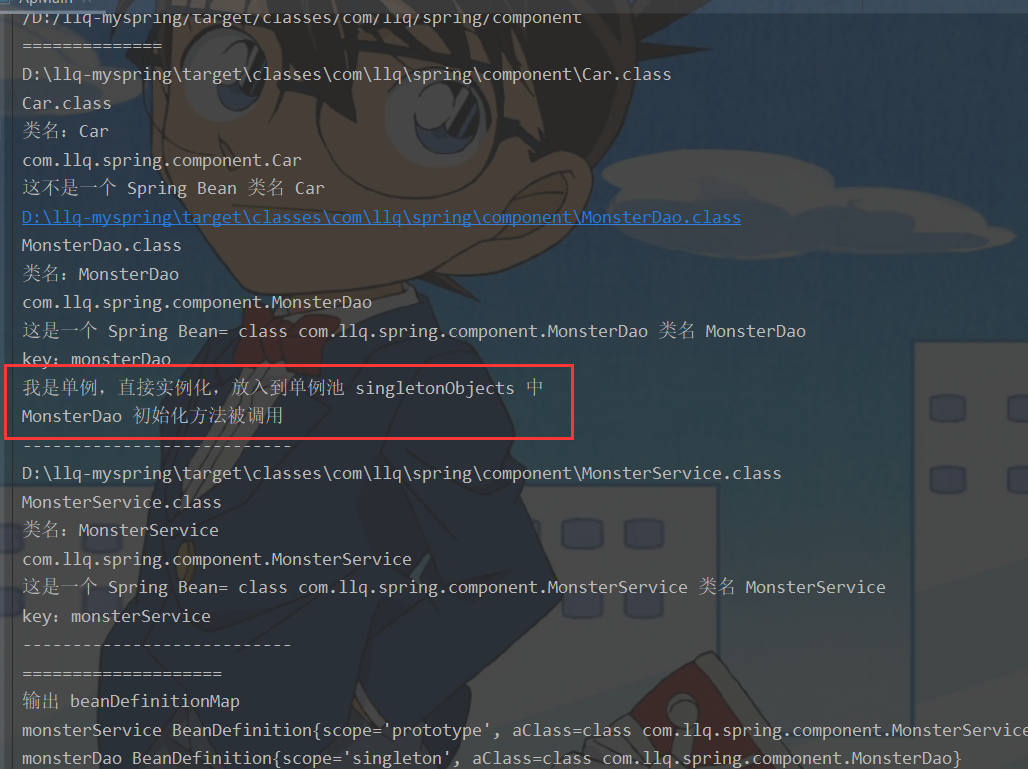 ApMain
/D:/llq-myspring/target/classes/com/llq/spring/component
==============
D:\llq-myspring\target\classes\com\llq\spring\component\Car.class
Car.class
类名：Car
com.llq.spring.component.Car
这不是一个 Spring Bean 类名 Car
D:\llq-myspring\target\classes\com\llq\spring\component\MonsterDao.class
MonsterDao.class
类名：MonsterDao
com.llq.spring.component.MonsterDao
这是一个 Spring Bean= class com.llq.spring.component.MonsterDao 类名 MonsterDao
key：monsterDao
我是单例，直接实例化，放入到单例池 singletonObjects 中
MonsterDao 初始化方法被调用
---------------------------
D:\llq-myspring\target\classes\com\llq\spring\component\MonsterService.class
MonsterService.class
类名：MonsterService
com.llq.spring.component.MonsterService
这是一个 Spring Bean= class com.llq.spring.component.MonsterService 类名 MonsterService
key：monsterService
---------------------------
====================
输出 beanDefinitionMap
monsterService BeanDefinition{scope='prototype', aClass=class com.llq.spring.component.MonsterService
monsterDao BeanDefinition{scope='singleton', aClass=class com.llq.spring.component.MonsterDao}